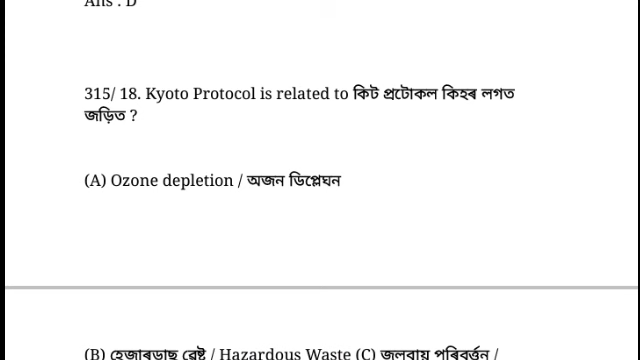 Ans : D
315/ 18. Kyoto Protocol is related to কিট প্ৰটোকল কিহৰ লগত
জড়িত ?
(A) Ozone depletion / অজন ডিপ্লেঘন
(B) হেজাৰডাছ ৱেষ্ট / Hazardous Waste (C) জলবায়ু পৰিবৰ্ত্তন /